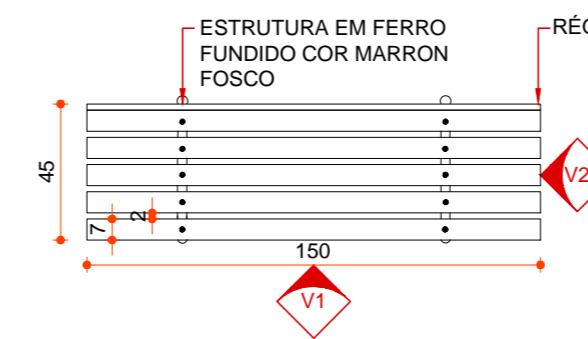 ESTRUTURA EM FERRO
FUNDIDO COR MARRON
FOSCO
45
7
2
150
V1
V2